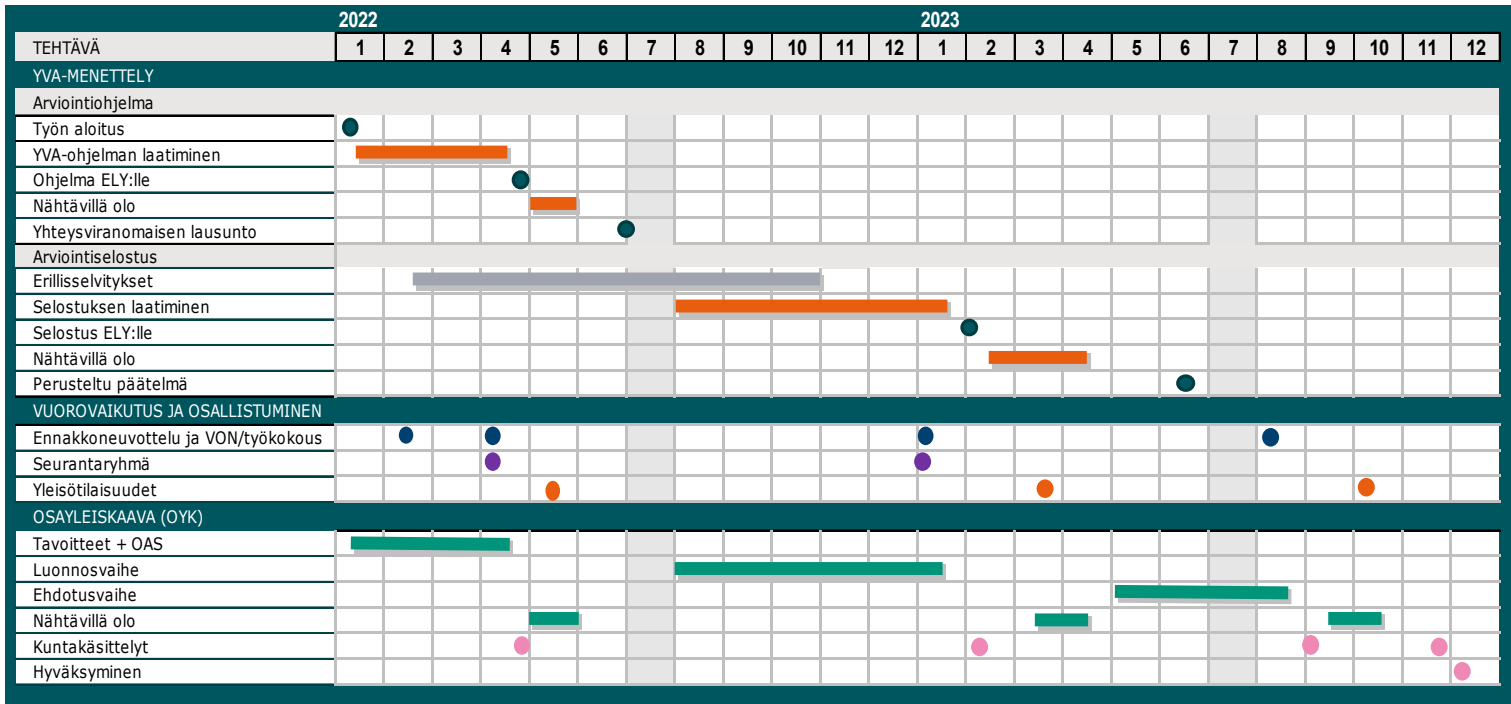 2022 2023
TEHTÄVÄ 1 2 3 4 5 6 7 8 9 10 11 12 1 2 3 4 5 6 7 8 9 10 11 12
YVA-MENETTELY
Arviointiohjelma
Työn aloitus
YVA-ohjelman laatiminen
Ohjelma ELY:lle
Nähtävillä olo
Yhteysviranomaisen lausunto
Arviointiselostus
Erillisselvitykset
Selostuksen laatiminen
Selostus ELY:lle
Nähtävillä olo
Perusteltu päätelmä
VUOROVAIKUTUS JA OSALLISTUMINEN
Ennakkoneuvottelu ja VON/työkokous
Seurantaryhmä
Yleisötilaisuudet
OSAYLEISKAAVA (OYK)
Tavoitteet + OAS
Luonnosvaihe
Ehdotusvaihe
Nähtävillä olo
Kuntakäsittelyt
Hyväksyminen